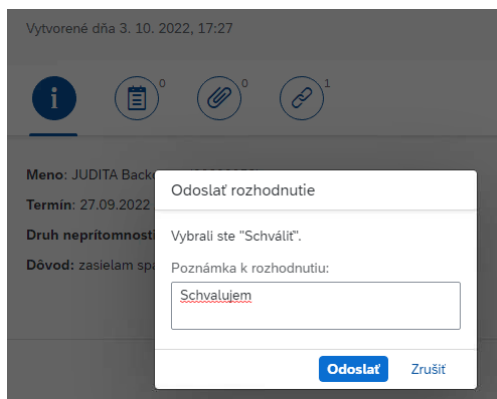 Vytvorené dňa 3. 10. 2022, 17:27
0
0
1
Meno: JUDITA
Termín: 27.09.2022
Druh neprítomnosti
Dôvod: zasielam
Odoslať rozhodnutie
Vybrali ste "Schváliť".
Poznámka k rozhodnutiu:
Schvalujem
Odoslať Zrušiť